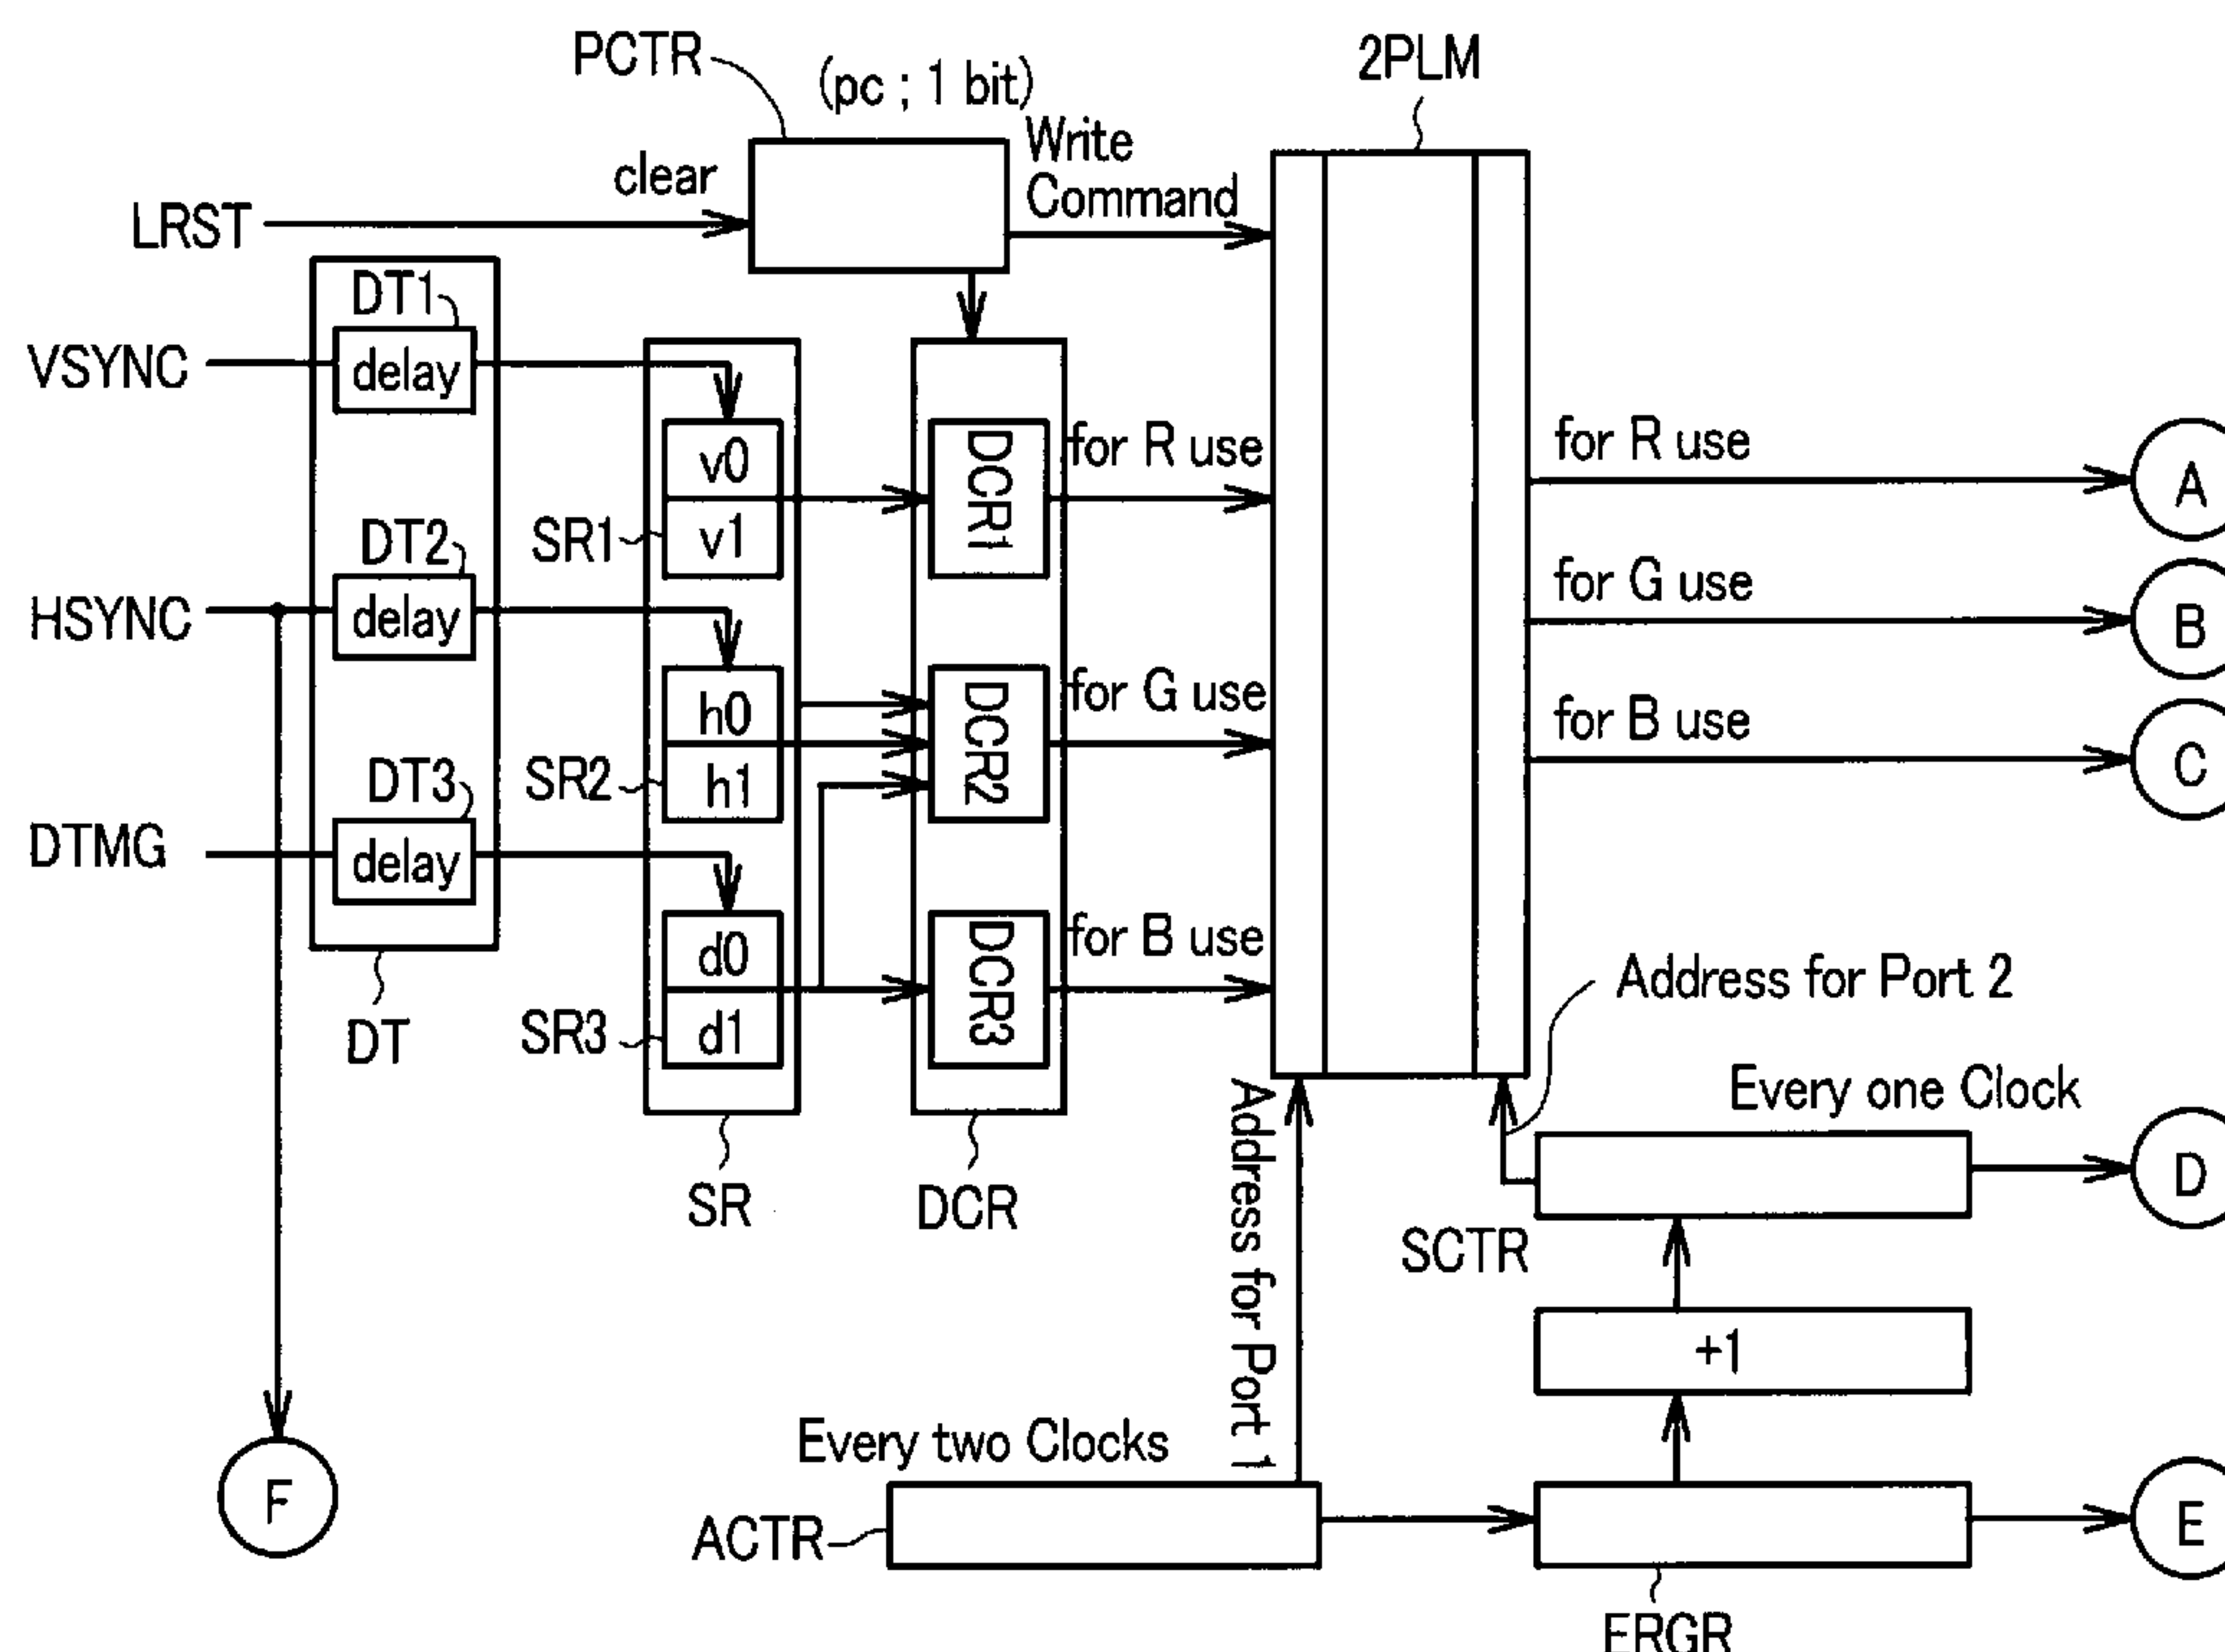 PCTR
(pc ; 1 bit)
2PLM
clear
Write
Command
LRST
DT1
VSYNC
delay
v0
v1
SR1
DCR1
for R use
for R use
A
DT2
HSYNC
delay
h0
h1
SR2
DCR2
for G use
for G use
B
for B use
C
DT3
DTMG
delay
d0
d1
SR3
DCR3
for B use
DT
SR
DCR
Address for Port 2
Every one Clock
D
SCTR
Address for Port 1
+1
Every two Clocks
ACTR
E
F
ERGR